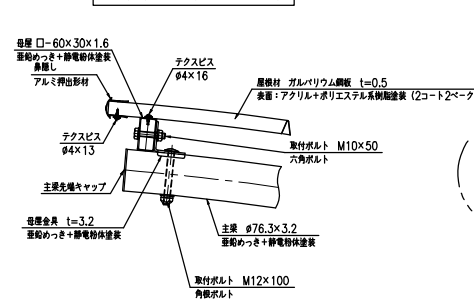 母屋 □-60×30×1.6
亜鉛めっき+静電粉体塗装
鼻隠し
アルミ押出形材
テクスビス
ø4×16
屋根材 ガルバリウム鋼板 t=0.5
表面:アクリル+ポリエステル系樹脂塗装(2コート2ベーク
テクスビス
ø4×13
取付ボルト M10×50
六角ボルト
主梁先端キャップ
母屋金具 t=3.2
亜鉛めっき+静電粉体塗装
主梁 ø76.3×3.2
亜鉛めっき+静電粉体塗装
取付ボルト M12×100
角根ボルト